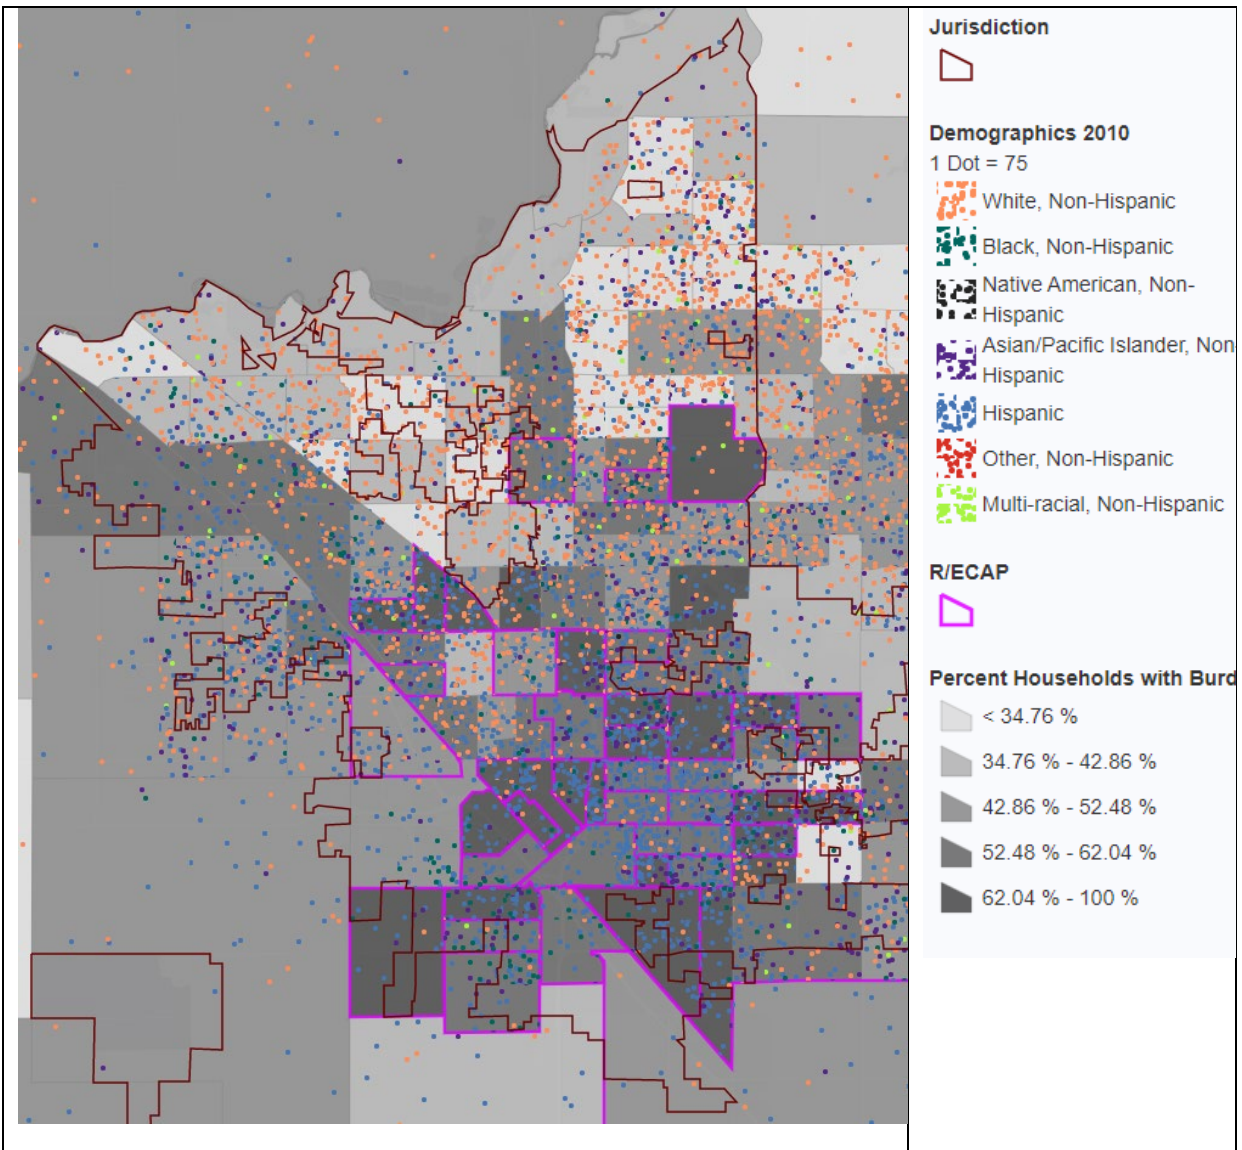 Jurisdiction
Demographics 2010
1 Dot = 75
White, Non-Hispanic
Black, Non-Hispanic
Native American, Non-
Hispanic
Asian/Pacific Islander, Non-
Hispanic
Hispanic
Other, Non-Hispanic
Multi-racial, Non-Hispanic
R/ECAP
Percent Households with Burd
< 34.76 %
34.76 % - 42.86 %
42.86 % - 52.48 %
52.48 % - 62.04 %
62.04 % - 100 %